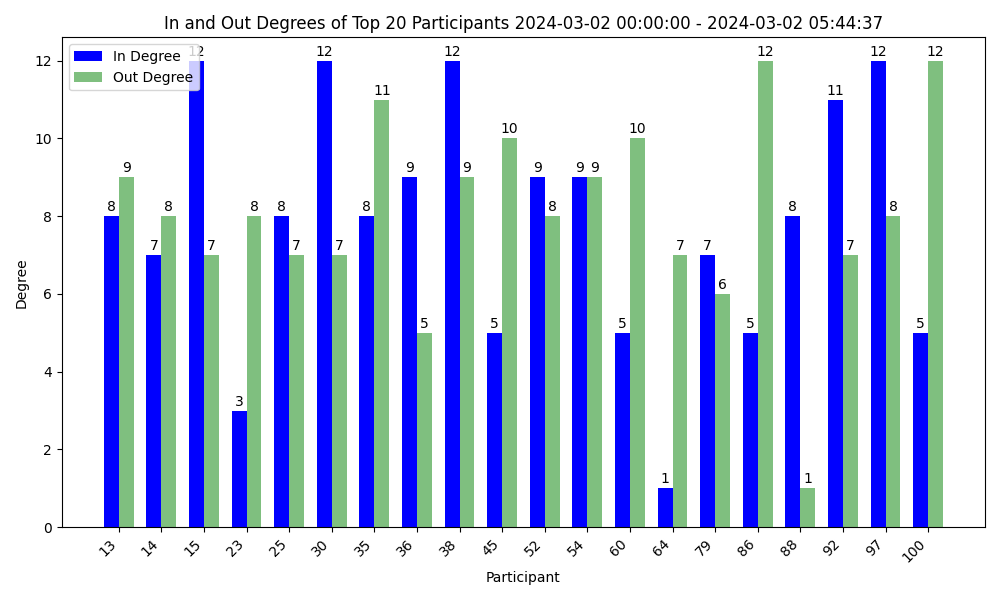 In and Out Degrees of Top 20 Participants 2024-03-02 00:00:00 - 2024-03-02 05:44:37
In Degree
Out Degree
12 12 12 12 12 12
11 11
10 10
9 9 9 9 9 9
8 8 8 8 8 8 8 8
7 7 7 7 7 7 7
6
5 5 5 5 5
3
1 1
12
10
8
6
4
2
0
Degree
13 14 15 23 25 30 35 36 38 45 52 54 60 64 79 86 88 92 97 100
Participant